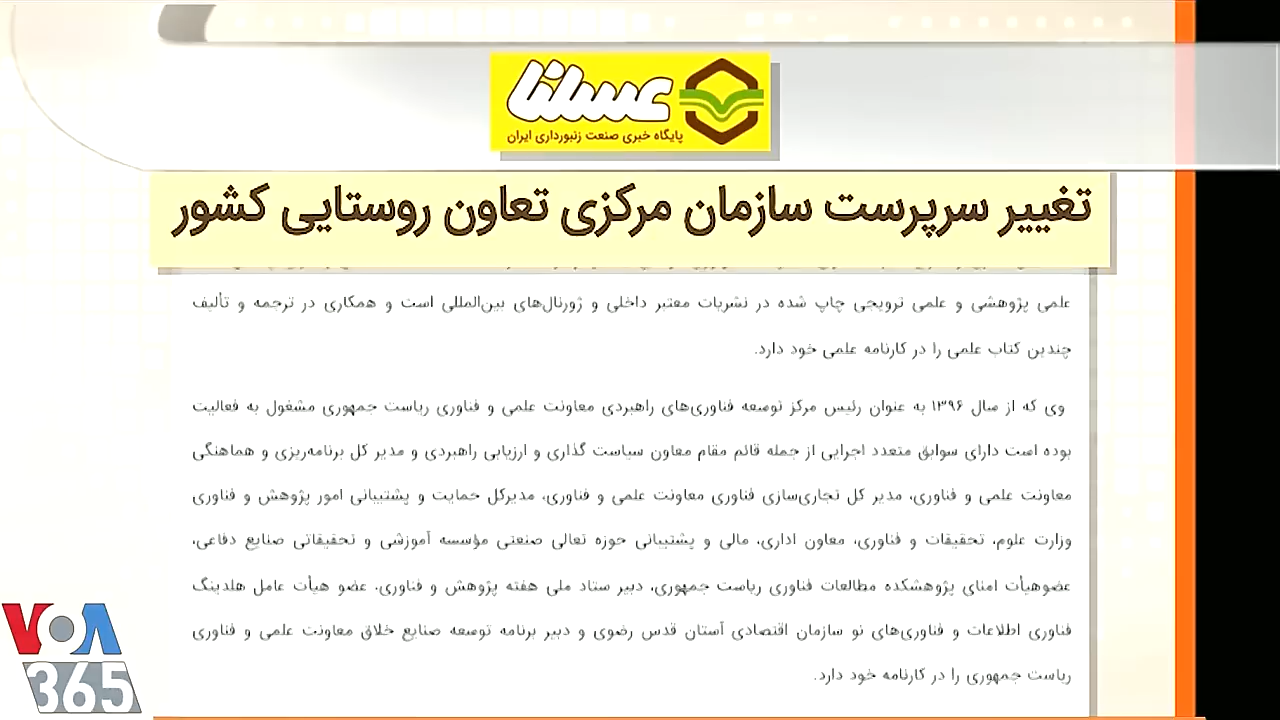 عسلنا
پایگاه خبری صنعت زنبورداری ایران
تغییر سرپرست سازمان مرکزی تعاون روستایی کشور
علمی پژوهشی و علمی ترویجی چاپ شده در نشریات معتبر داخلی و ژورنال‌های بین‌المللی است و همکاری در ترجمه و تألیف
چندین کتاب علمی را در کارنامه علمی خود دارد.
وی که از سال ۱۳۹۶ به عنوان رئیس مرکز توسعه فناوری‌های راهبردی معاونت علمی و فناوری ریاست جمهوری مشغول به فعالیت
بوده است دارای سوابق متعدد اجرایی از جمله قائم مقام معاون سیاست گذاری و ارزیابی راهبردی و مدیر کل برنامه‌ریزی و هماهنگی
معاونت علمی و فناوری، مدیر کل تجاری‌سازی فناوری معاونت علمی و فناوری، مدیرکل حمایت و پشتیبانی امور پژوهش و فناوری
وزارت علوم، تحقیقات و فناوری، معاون اداری، مالی و پشتیبانی حوزه تعالی صنعتی مؤسسه آموزشی و تحقیقاتی صنایع دفاعی،
عضوهیأت امنای پژوهشکده مطالعات فناوری ریاست جمهوری، دبیر ستاد ملی هفته پژوهش و فناوری، عضو هیأت عامل هلدینگ
فناوری اطلاعات و فناوری‌های نو سازمان اقتصادی آستان قدس رضوی و دبیر برنامه توسعه صنایع خلاق معاونت علمی و فناوری
ریاست جمهوری را در کارنامه خود دارد.
VOA
365